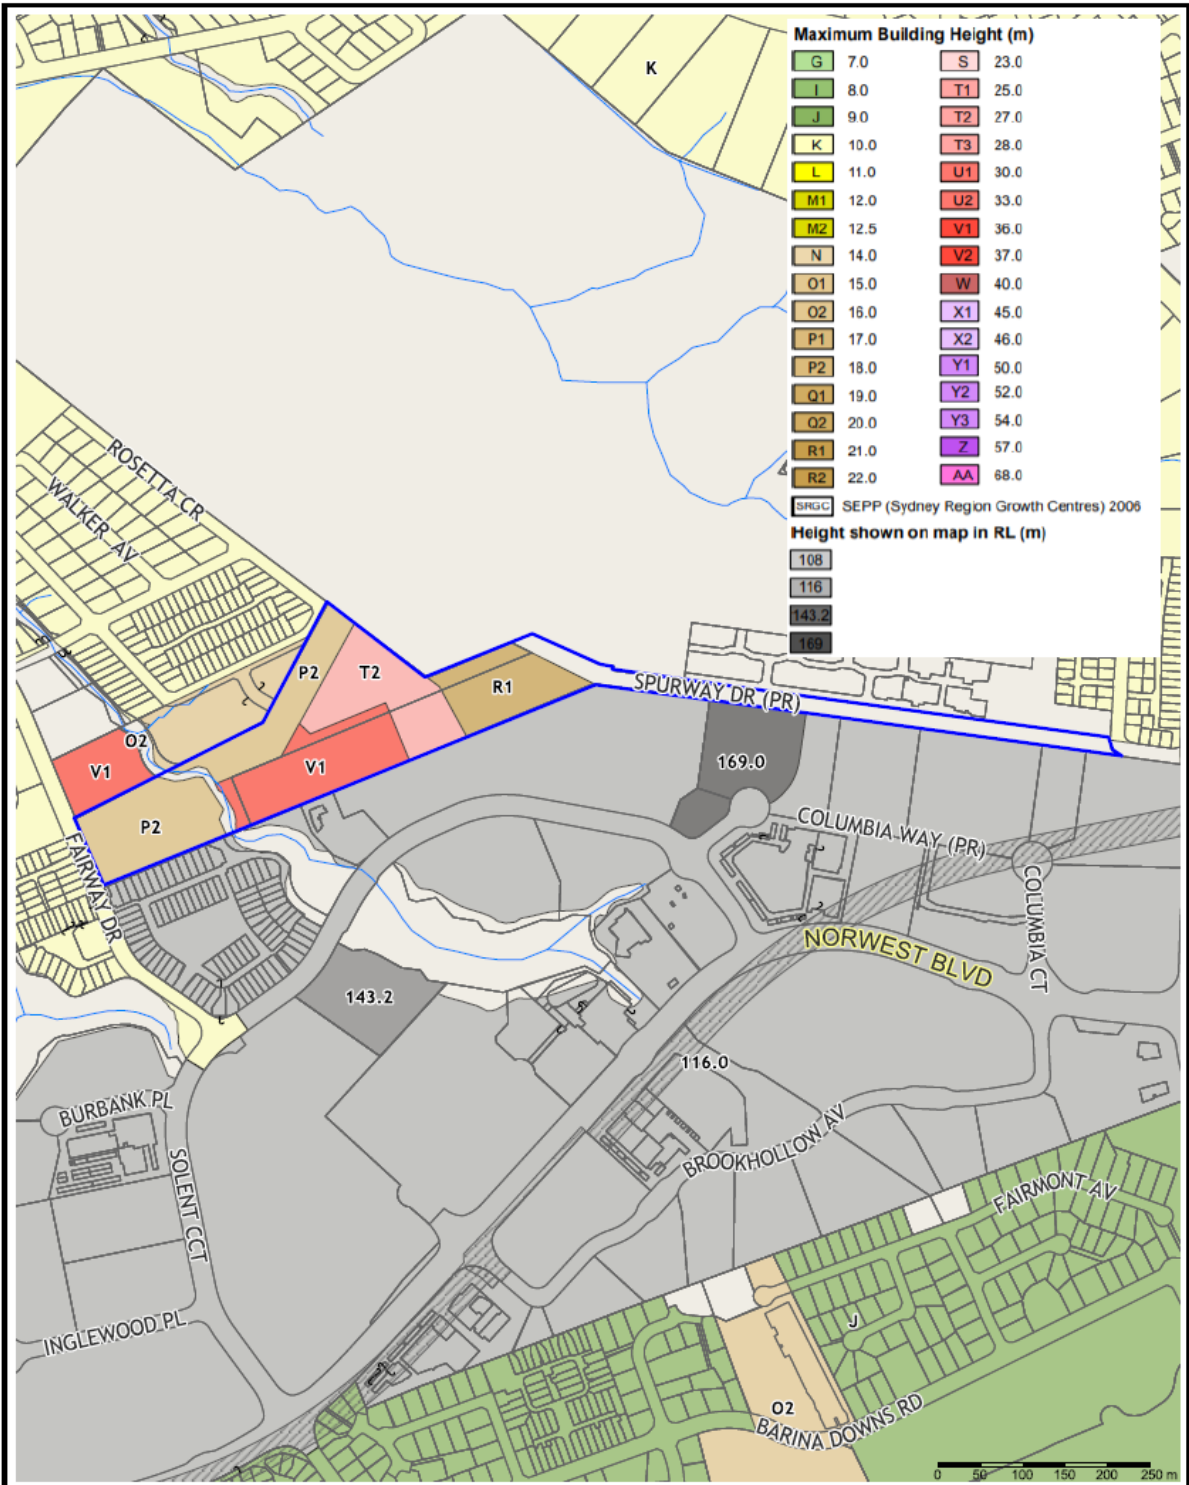 K
Maximum Building Height (m)
G 7.0 S 23.0
I 8.0 T1 25.0
J 9.0 T2 27.0
K 10.0 T3 28.0
L 11.0 U1 30.0
M1 12.0 U2 33.0
M2 12.5 V1 36.0
N 14.0 V2 37.0
O1 15.0 W 40.0
O2 16.0 X1 45.0
P1 17.0 X2 46.0
P2 18.0 Y1 50.0
Q1 19.0 Y2 52.0
Q2 20.0 Y3 54.0
R1 21.0 Z 57.0
R2 22.0 AA 68.0
SRGC SEPP (Sydney Region Growth Centres) 2006
Height shown on map in RL (m)
108
116
143.2
169
ROSETTA CR
WALKER AV
P2
T2
R1
SPURWAY DR (PR)
O2
V1
V1
169.0
P2
COLUMBIA WAY (PR)
FAIRWAY DR
COLUMBIA CT
NORWEST BLVD
143.2
116.0
BURBANK PL
BROOKHOLLOW AV
SOLENT CCT
FAIRMONT AV
INGLEWOOD PL
J
O2
BARINA DOWNS RD
0 50 100 150 200 250 m